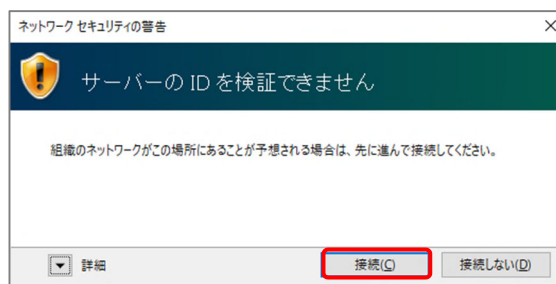 ネットワーク セキュリティの警告
サーバーの ID を検証できません
組織のネットワークがこの場所にあることが予想される場合は、先に進んで接続してください。
詳細
接続(C)
接続しない(D)